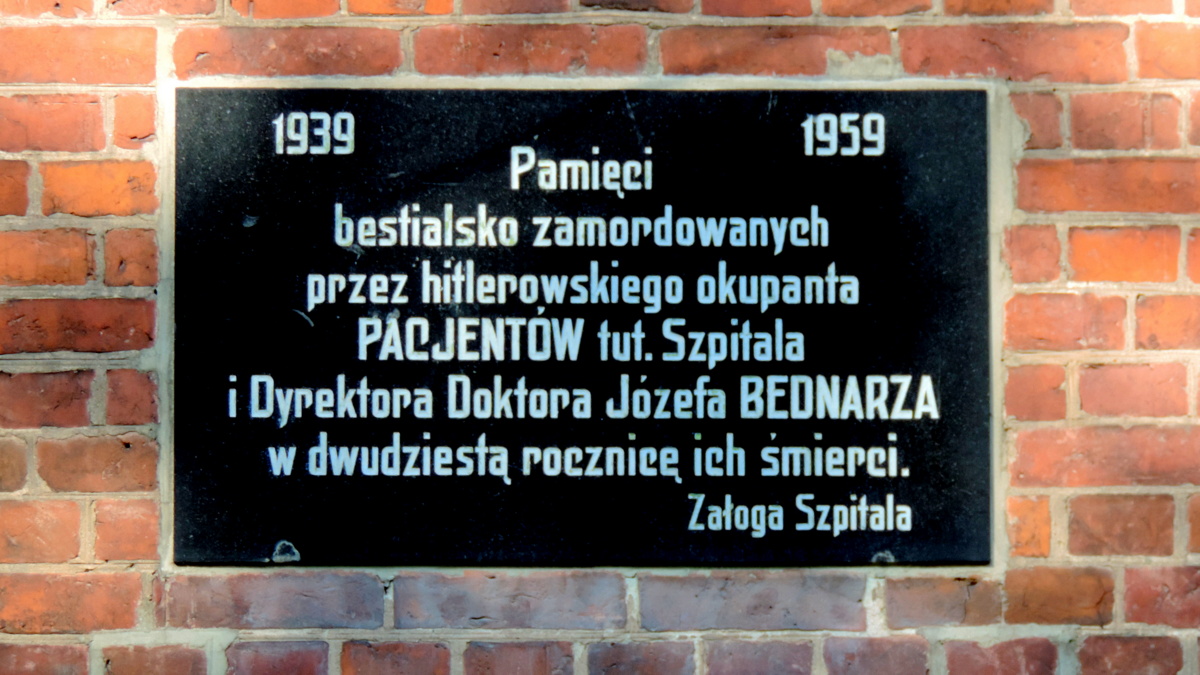 1939 1959
Pamięci
bestialsko zamordowanych
przez hitlerowskiego okupanta
PACJENTÓW tut. Szpitala
i Dyrektora Doktora Józefa BEDNARZA
w dwudziestą rocznicę ich śmierci.
Załoga Szpitala